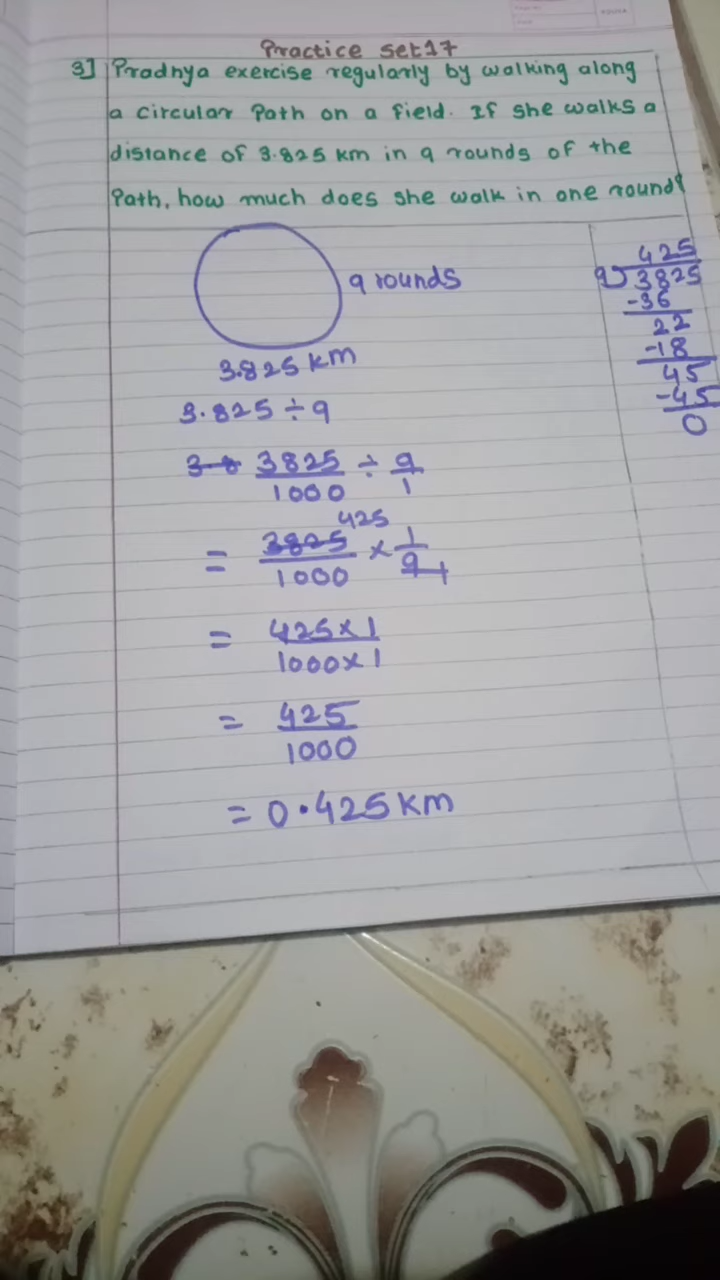 Practice set 17
3] Pradnya exercise regularly by walking along
a circular Path on a field. If she walks a
distance of 3.825 km in 9 rounds of the
Path, how much does she walk in one round?
9 rounds
3.825 km
3.825 ÷ 9
3825/1000 ÷ 9/1
= 3825/1000 425 × 1/9 1
= 425×1/1000×1
= 425/1000
= 0.425 km
425
9)3825
-36
22
-18
45
-45
0